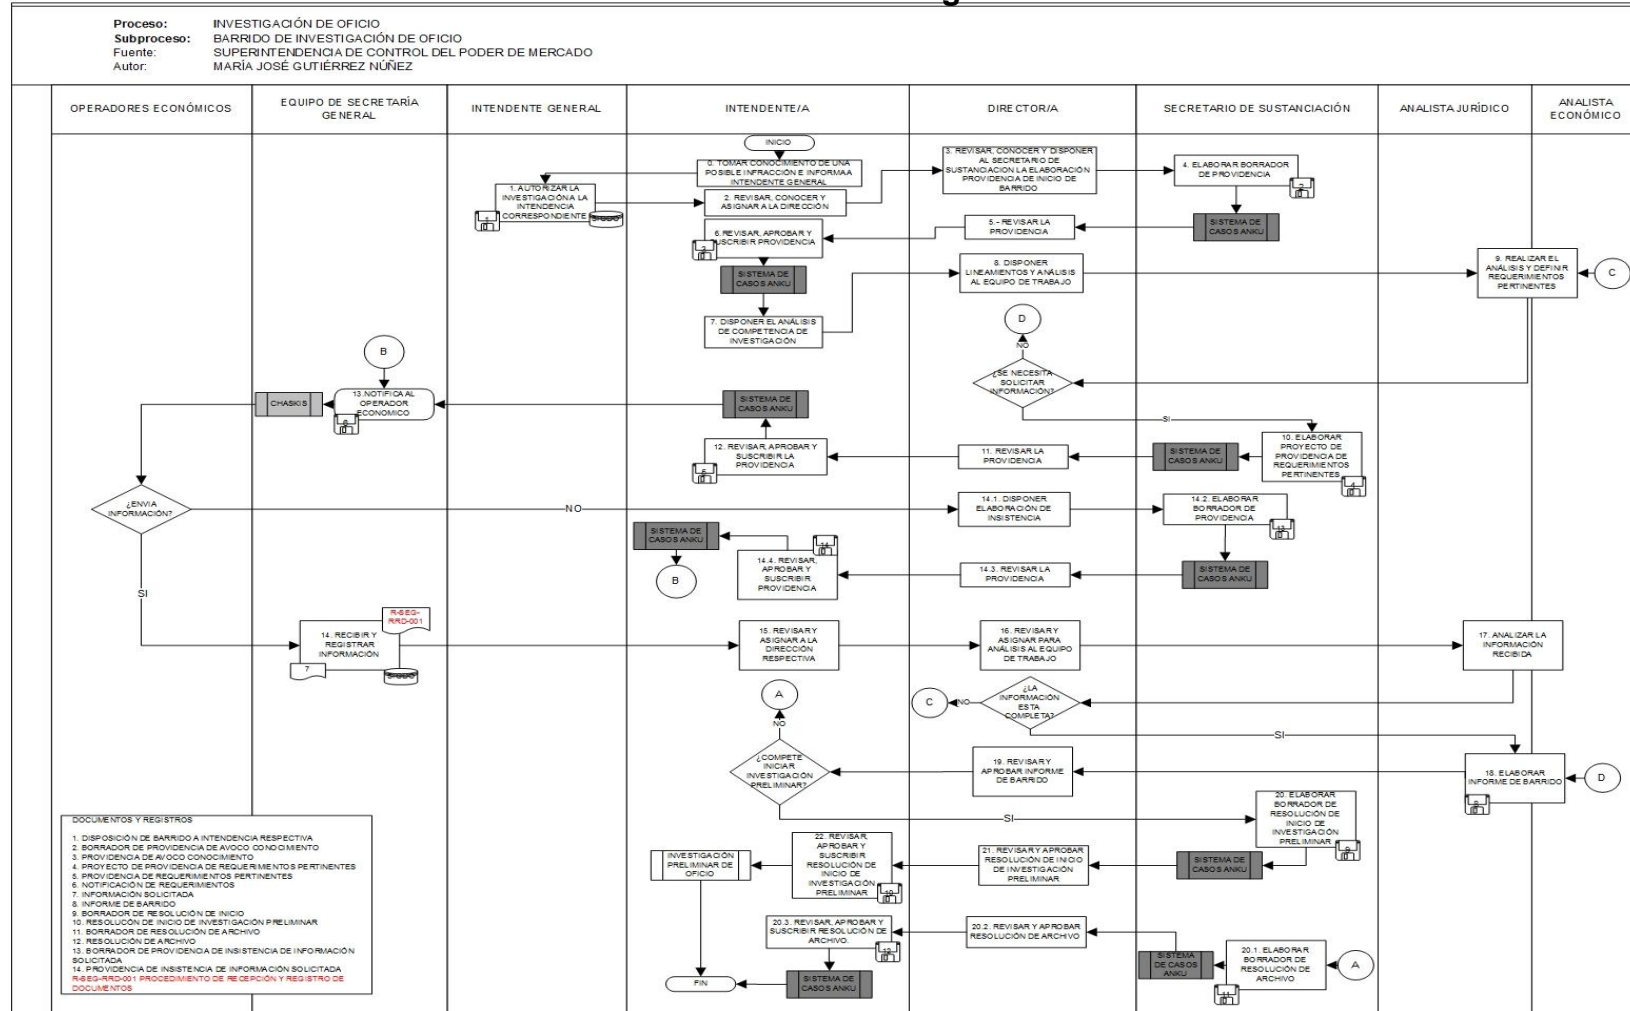 Proceso: INVESTIGACIÓN DE OFICIO
Subproceso: BARRIDO DE INVESTIGACIÓN DE OFICIO
Fuente: SUPERINTENDENCIA DE CONTROL DEL PODER DE MERCADO
Autor: MARÍA JOSÉ GUTIÉRREZ NÚÑEZ
OPERADORES ECONÓMICOS
EQUIPO DE SECRETARÍA
GENERAL
INTENDENTE GENERAL
INTENDENTE/A
DIRECTOR/A
SECRETARIO DE SUSTANCIACIÓN
ANALISTA JURÍDICO
ANALISTA
ECONÓMICO
INICIO
0. TOMAR CONOCIMIENTO DE UNA
POSIBLE INFRACCIÓN E INFORMA A
INTENDENTE GENERAL
1. AUTORIZAR LA
INVESTIGACIÓN A LA
INTENDENCIA
CORRESPONDIENTE
1
SIGDO
2. REVISAR, CONOCER Y
ASIGNAR A LA DIRECCIÓN
3. REVISAR, CONOCER Y DISPONER
AL SECRETARIO DE
SUSTANCIACION LA ELABORACIÓN
PROVIDENCIA DE INICIO DE
BARRIDO
4. ELABORAR BORRADOR
DE PROVIDENCIA
2
SISTEMA DE
CASOS ANKU
5.- REVISAR LA
PROVIDENCIA
6. REVISAR, APROBAR Y
SUSCRIBIR PROVIDENCIA
3
SISTEMA DE
CASOS ANKU
7. DISPONER EL ANÁLISIS
DE COMPETENCIA DE
INVESTIGACIÓN
8. DISPONER
LINEAMIENTOS Y ANÁLISIS
AL EQUIPO DE TRABAJO
9. REALIZAR EL
ANÁLISIS Y DEFINIR
REQUERIMIENTOS
PERTINENTES
C
D
NO
¿SE NECESITA
SOLICITAR
INFORMACIÓN?
SI
10. ELABORAR
PROYECTO DE
PROVIDENCIA DE
REQUERIMIENTOS
PERTINENTES
4
SISTEMA DE
CASOS ANKU
11. REVISAR LA
PROVIDENCIA
12. REVISAR, APROBAR Y
SUSCRIBIR LA
PROVIDENCIA
5
SISTEMA DE
CASOS ANKU
B
13. NOTIFICA AL
OPERADOR
ECONOMICO
6
CHASKIS
¿ENVIA
INFORMACIÓN?
NO
14.1. DISPONER
ELABORACIÓN DE
INSISTENCIA
14.2. ELABORAR
BORRADOR DE
PROVIDENCIA
13
SISTEMA DE
CASOS ANKU
14.3. REVISAR LA
PROVIDENCIA
14
14.4. REVISAR,
APROBAR Y
SUSCRIBIR
PROVIDENCIA
SISTEMA DE
CASOS ANKU
B
SI
R-SEG-
RRD-001
14. RECIBIR Y
REGISTRAR
INFORMACIÓN
7
SIGDO
15. REVISAR Y
ASIGNAR A LA
DIRECCIÓN
RESPECTIVA
16. REVISAR Y
ASIGNAR PARA
ANÁLISIS AL EQUIPO
DE TRABAJO
17. ANALIZAR LA
INFORMACIÓN
RECIBIDA
¿LA
INFORMACIÓN
ESTA
COMPLETA?
NO
C
SI
18. ELABORAR
INFORME DE BARRIDO
8
D
19. REVISAR Y
APROBAR INFORME
DE BARRIDO
A
NO
¿COMPETE
INICIAR
INVESTIGACIÓN
PRELIMINAR?
SI
20. ELABORAR
BORRADOR DE
RESOLUCIÓN DE
INICIO DE
INVESTIGACIÓN
PRELIMINAR
9
SISTEMA DE
CASOS ANKU
21. REVISAR Y APROBAR
RESOLUCIÓN DE INICIO
DE INVESTIGACIÓN
PRELIMINAR
22. REVISAR,
APROBAR Y
SUSCRIBIR
RESOLUCIÓN DE
INICIO DE
INVESTIGACIÓN
PRELIMINAR
10
INVESTIGACIÓN
PRELIMINAR DE
OFICIO
A
20.1. ELABORAR
BORRADOR DE
RESOLUCIÓN DE
ARCHIVO
11
SISTEMA
DE CASOS
ANKU
20.2. REVISAR Y APROBAR
RESOLUCIÓN DE ARCHIVO
20.3. REVISAR, APROBAR Y
SUSCRIBIR RESOLUCIÓN DE
ARCHIVO.
12
SISTEMA DE
CASOS ANKU
FIN
DOCUMENTOS Y REGISTROS
1. DISPOSICIÓN DE BARRIDO A INTENDENCIA RESPECTIVA
2. BORRADOR DE PROVIDENCIA DE AVOCO CONOCIMIENTO
3. PROVIDENCIA DE AVOCO CONOCIMIENTO
4. PROYECTO DE PROVIDENCIA DE REQUERIMIENTOS PERTINENTES
5. PROVIDENCIA DE REQUERIMIENTOS PERTINENTES
6. NOTIFICACIÓN DE REQUERIMIENTOS
7. INFORMACIÓN SOLICITADA
8. INFORME DE BARRIDO
9. BORRADOR DE RESOLUCIÓN DE INICIO
10. RESOLUCIÓN DE INICIO DE INVESTIGACIÓN PRELIMINAR
11. BORRADOR DE RESOLUCIÓN DE ARCHIVO
12. RESOLUCIÓN DE ARCHIVO
13. BORRADOR DE PROVIDENCIA DE INSISTENCIA DE INFORMACIÓN
SOLICITADA
14. PROVIDENCIA DE INSISTENCIA DE INFORMACIÓN SOLICITADA
R-SEG-RRD-001 PROCEDIMIENTO DE RECEPCIÓN Y REGISTRO DE
DOCUMENTOS